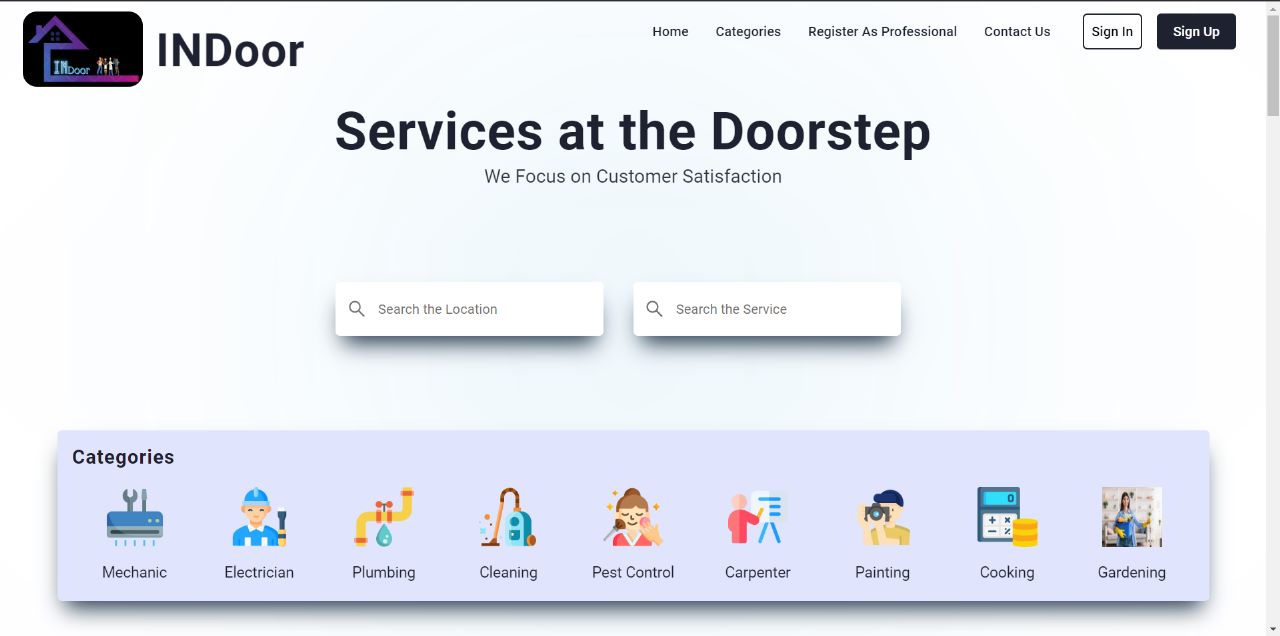 INDoor
INDoor
Home
Categories
Register As Professional
Contact Us
Sign In
Sign Up
Services at the Doorstep
We Focus on Customer Satisfaction
Search the Location
Search the Service
Categories
0
Mechanic
Electrician
Plumbing
Cleaning
Pest Control
Carpenter
Painting
Cooking
Gardening